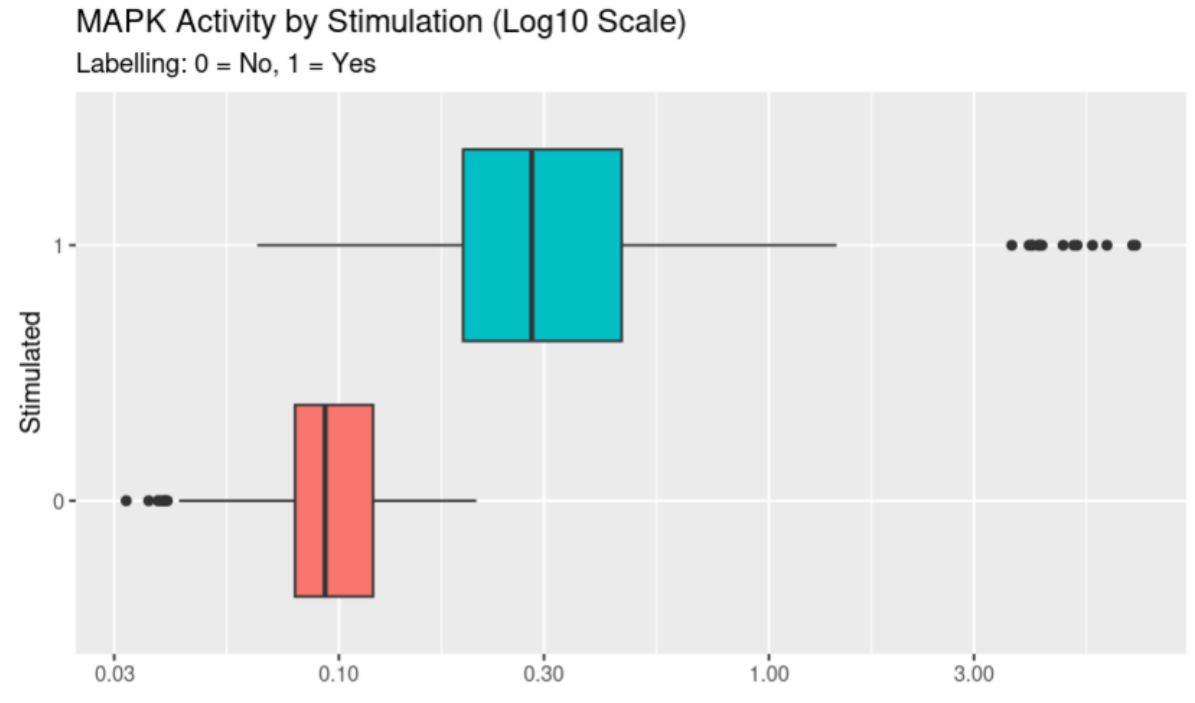 MAPK Activity by Stimulation (Log10 Scale)
Labelling: 0 = No, 1 = Yes
Stimulated
1
0
0.03
0.10
0.30
1.00
3.00